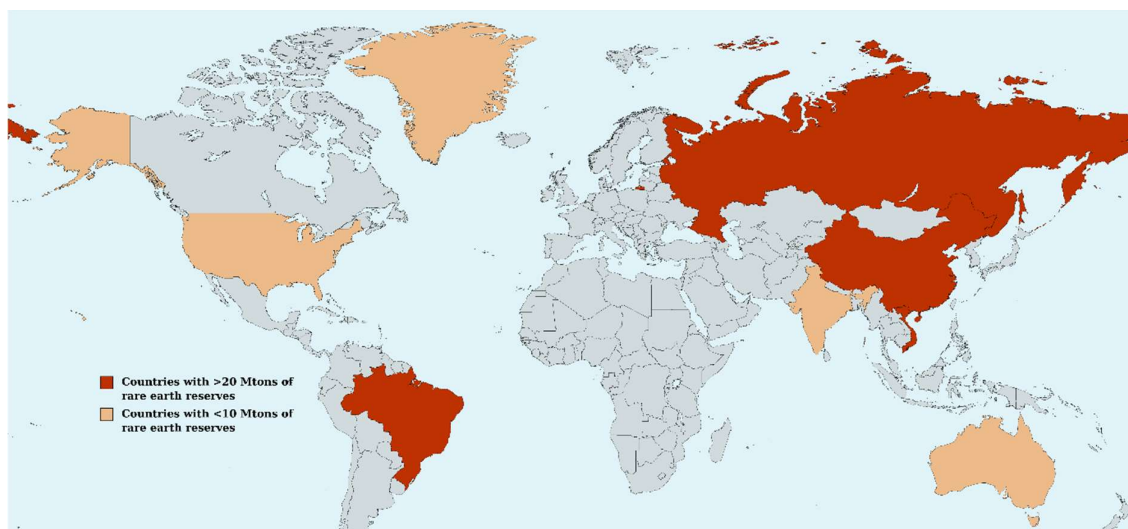 Countries with >20 Mtons of
rare earth reserves
Countries with <10 Mtons of
rare earth reserves